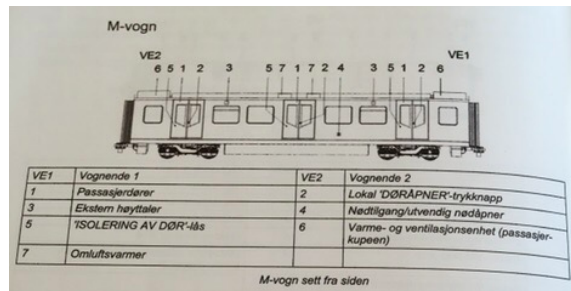 M-vogn
VE2 VE1
6 5 1 2 3 5 7 1 7 2 4 3 5 1 2 6
VE1 Vognende 1 VE2 Vognende 2
1 Passasjerdører 2 Lokal 'DØRÅPNER'-trykknapp
3 Ekstern høyttaler 4 Nødtilgang/utvendig nødåpner
5 'ISOLERING AV DØR'-lås 6 Varme- og ventilasjonsenhet (passasjer-
kupeen)
7 Omluftsvarmer
M-vogn sett fra siden